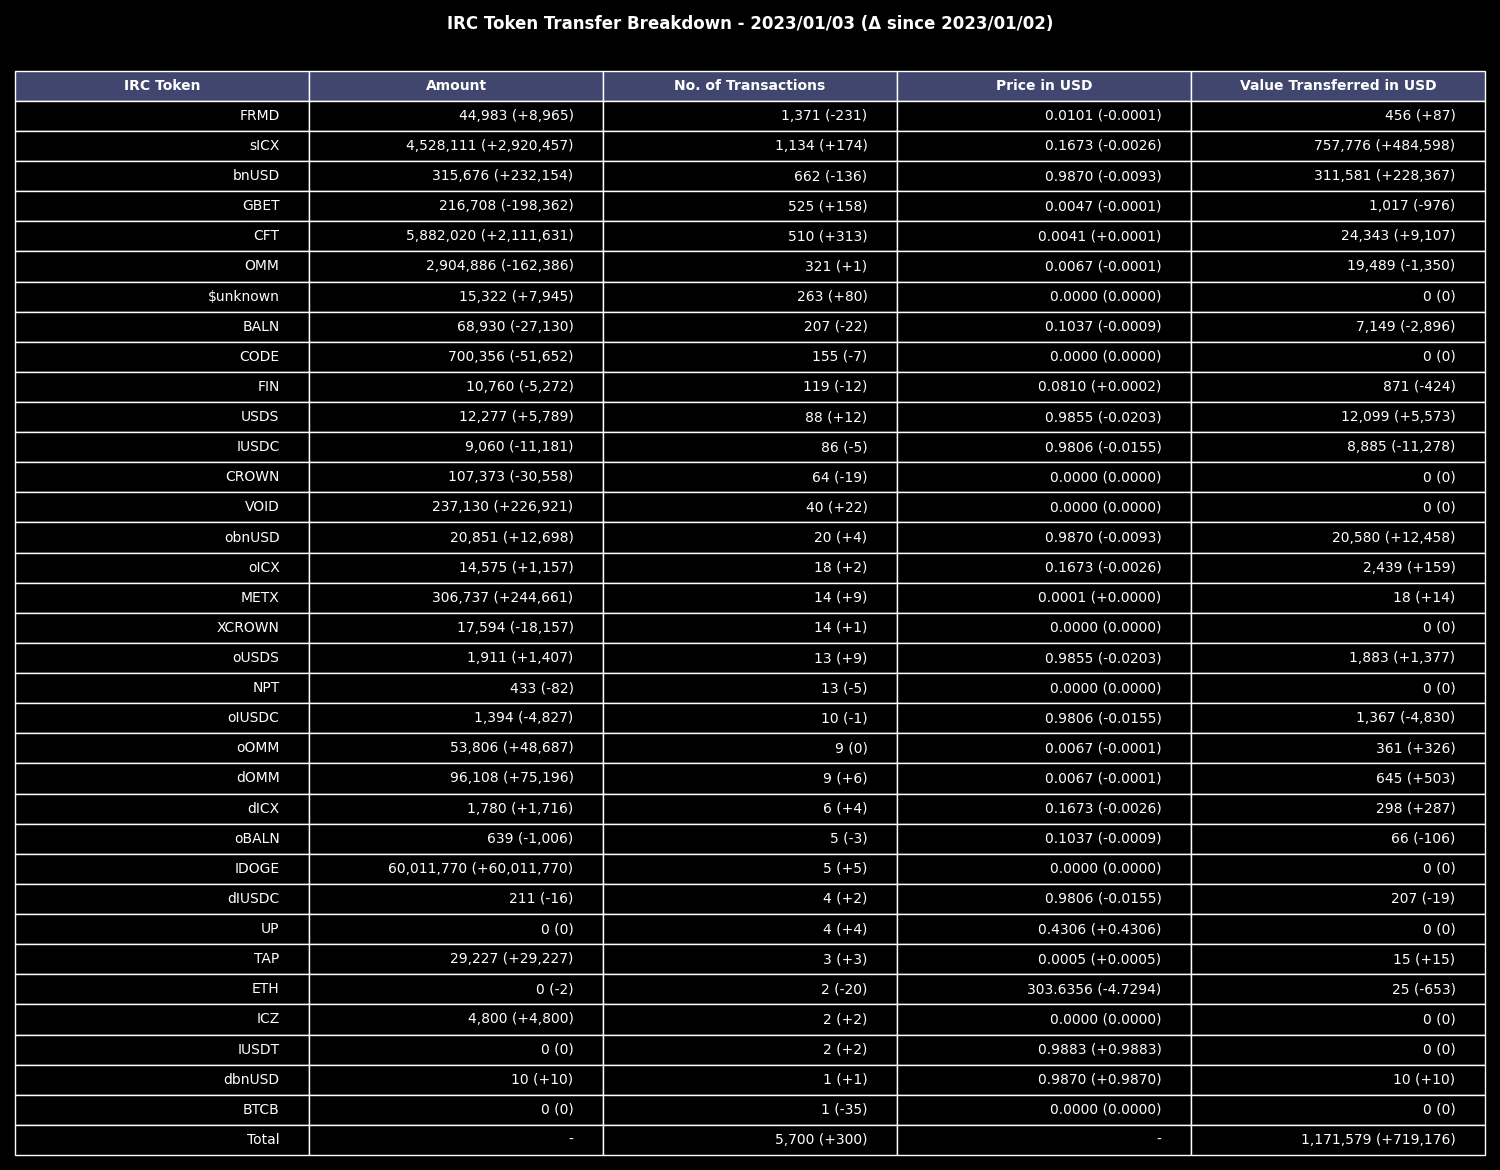 IRC Token Transfer Breakdown - 2023/01/03 (Δ since 2023/01/02)
IRC Token Amount No. of Transactions Price in USD Value Transferred in USD
FRMD 44,983 (+8,965) 1,371 (-231) 0.0101 (-0.0001) 456 (+87)
sICX 4,528,111 (+2,920,457) 1,134 (+174) 0.1673 (-0.0026) 757,776 (+484,598)
bnUSD 315,676 (+232,154) 662 (-136) 0.9870 (-0.0093) 311,581 (+228,367)
GBET 216,708 (-198,362) 525 (+158) 0.0047 (-0.0001) 1,017 (-976)
CFT 5,882,020 (+2,111,631) 510 (+313) 0.0041 (+0.0001) 24,343 (+9,107)
OMM 2,904,886 (-162,386) 321 (+1) 0.0067 (-0.0001) 19,489 (-1,350)
$unknown 15,322 (+7,945) 263 (+80) 0.0000 (0.0000) 0 (0)
BALN 68,930 (-27,130) 207 (-22) 0.1037 (-0.0009) 7,149 (-2,896)
CODE 700,356 (-51,652) 155 (-7) 0.0000 (0.0000) 0 (0)
FIN 10,760 (-5,272) 119 (-12) 0.0810 (+0.0002) 871 (-424)
USDS 12,277 (+5,789) 88 (+12) 0.9855 (-0.0203) 12,099 (+5,573)
IUSDC 9,060 (-11,181) 86 (-5) 0.9806 (-0.0155) 8,885 (-11,278)
CROWN 107,373 (-30,558) 64 (-19) 0.0000 (0.0000) 0 (0)
VOID 237,130 (+226,921) 40 (+22) 0.0000 (0.0000) 0 (0)
obnUSD 20,851 (+12,698) 20 (+4) 0.9870 (-0.0093) 20,580 (+12,458)
oICX 14,575 (+1,157) 18 (+2) 0.1673 (-0.0026) 2,439 (+159)
METX 306,737 (+244,661) 14 (+9) 0.0001 (+0.0000) 18 (+14)
XCROWN 17,594 (-18,157) 14 (+1) 0.0000 (0.0000) 0 (0)
oUSDS 1,911 (+1,407) 13 (+9) 0.9855 (-0.0203) 1,883 (+1,377)
NPT 433 (-82) 13 (-5) 0.0000 (0.0000) 0 (0)
oIUSDC 1,394 (-4,827) 10 (-1) 0.9806 (-0.0155) 1,367 (-4,830)
oOMM 53,806 (+48,687) 9 (0) 0.0067 (-0.0001) 361 (+326)
dOMM 96,108 (+75,196) 9 (+6) 0.0067 (-0.0001) 645 (+503)
dICX 1,780 (+1,716) 6 (+4) 0.1673 (-0.0026) 298 (+287)
oBALN 639 (-1,006) 5 (-3) 0.1037 (-0.0009) 66 (-106)
IDOGE 60,011,770 (+60,011,770) 5 (+5) 0.0000 (0.0000) 0 (0)
dIUSDC 211 (-16) 4 (+2) 0.9806 (-0.0155) 207 (-19)
UP 0 (0) 4 (+4) 0.4306 (+0.4306) 0 (0)
TAP 29,227 (+29,227) 3 (+3) 0.0005 (+0.0005) 15 (+15)
ETH 0 (-2) 2 (-20) 303.6356 (-4.7294) 25 (-653)
ICZ 4,800 (+4,800) 2 (+2) 0.0000 (0.0000) 0 (0)
IUSDT 0 (0) 2 (+2) 0.9883 (+0.9883) 0 (0)
dbnUSD 10 (+10) 1 (+1) 0.9870 (+0.9870) 10 (+10)
BTCB 0 (0) 1 (-35) 0.0000 (0.0000) 0 (0)
Total - 5,700 (+300) - 1,171,579 (+719,176)